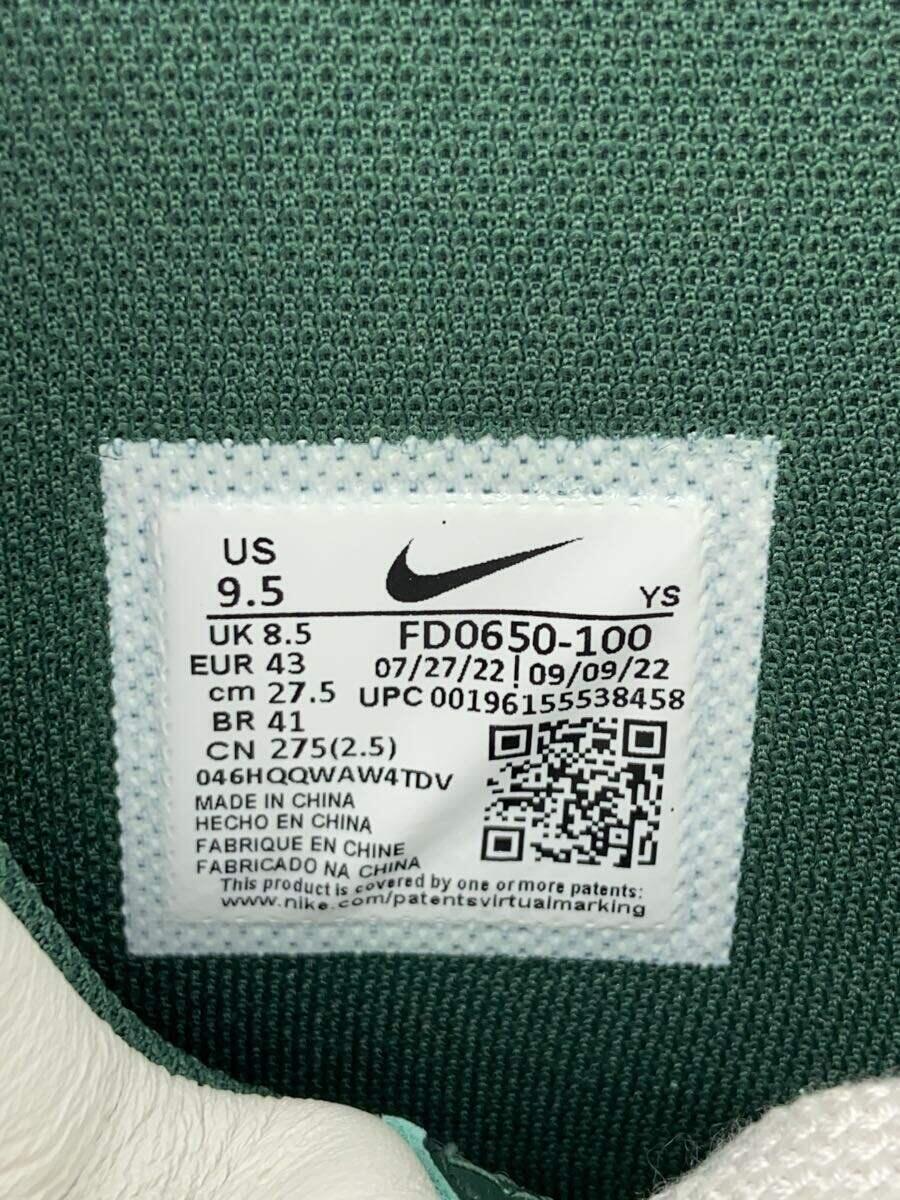 US
9.5
YS
UK 8.5
EUR 43
cm 27.5
BR 41
CN 275(2.5)
FD0650-100
07/27/22 | 09/09/22
UPC 00196155538458
046HQQWAW4TDV
MADE IN CHINA
HECHO EN CHINA
FABRIQUE EN CHINE
FABRICADO NA CHINA
This product is covered by one or more patents:
www.nike.com/patentsvirtualmarking